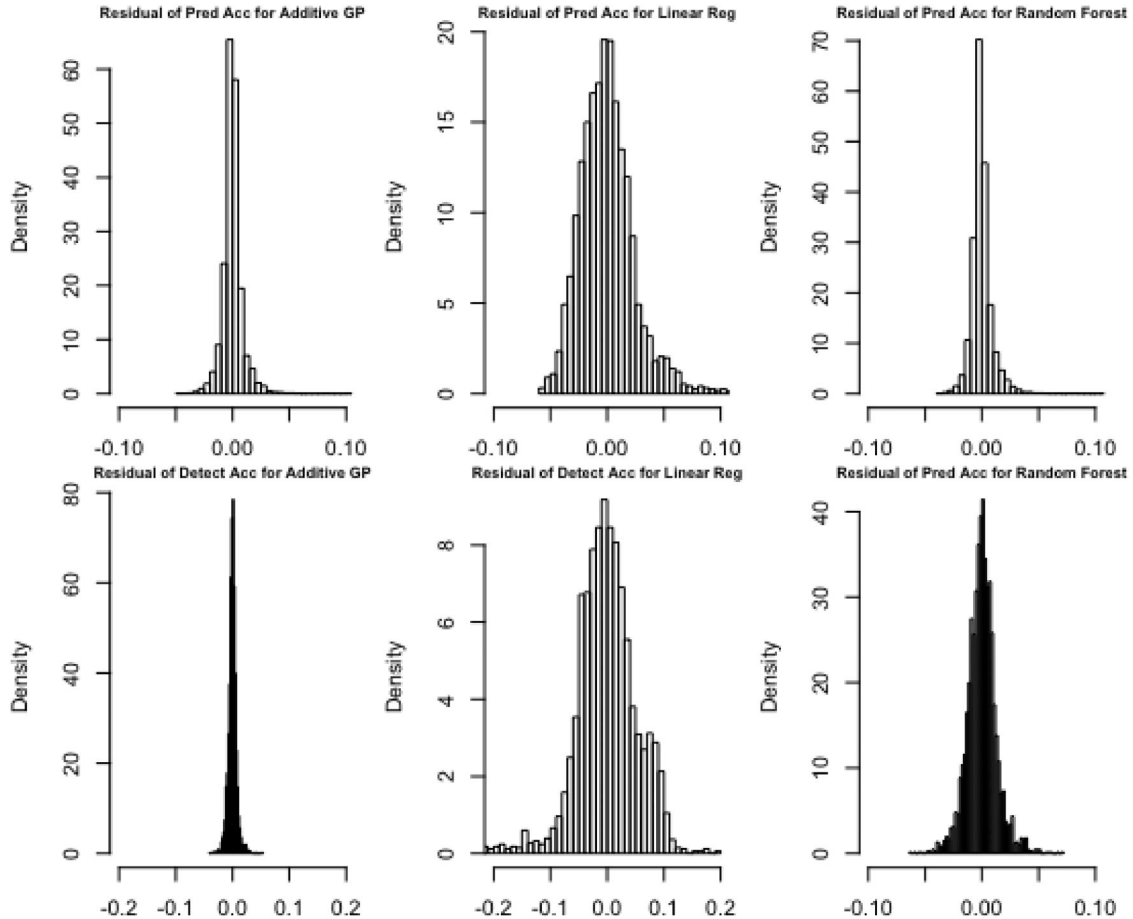 Residual of Pred Acc for Additive GP
Residual of Pred Acc for Linear Reg
Residual of Pred Acc for Random Forest
Density
0 10 20 30 40 50 60
-0.10 0.00 0.10
Density
0 5 10 15 20
-0.10 0.00 0.10
Density
0 10 20 30 40 50 60 70
-0.10 0.00 0.10
Residual of Detect Acc for Additive GP
Residual of Detect Acc for Linear Reg
Residual of Pred Acc for Random Forest
Density
0 20 40 60 80
-0.2 0.0 0.1 0.2
Density
0 2 4 6 8
-0.2 0.0 0.1 0.2
Density
0 10 20 30 40
-0.10 0.00 0.10